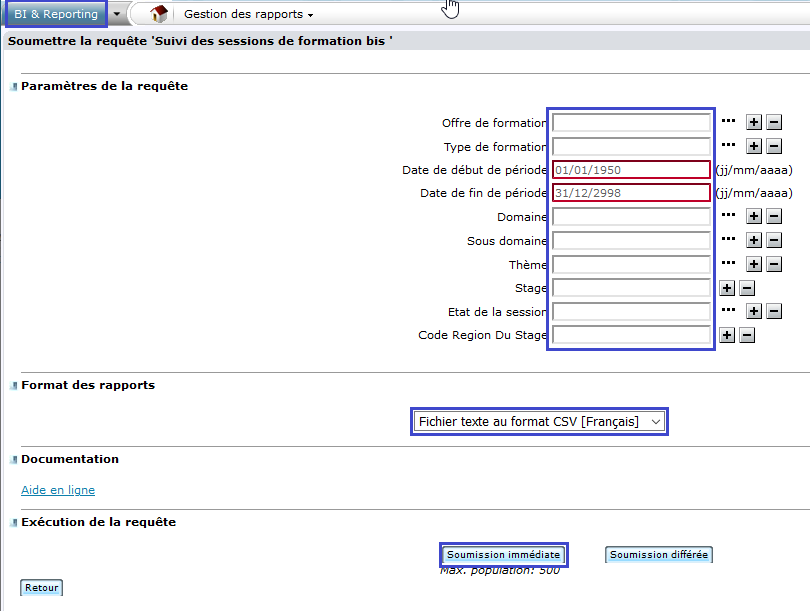 BI & Reporting Gestion des rapports
Soumettre la requête 'Suivi des sessions de formation bis '
Paramètres de la requête
Offre de formation ...
Type de formation ...
Date de début de période 01/01/1950 (jj/mm/aaaa)
Date de fin de période 31/12/2998 (jj/mm/aaaa)
Domaine ...
Sous domaine ...
Thème ...
Stage
Etat de la session ...
Code Region Du Stage
Format des rapports
Fichier texte au format CSV [Français]
Documentation
Aide en ligne
Exécution de la requête
Soumission immédiate Soumission différée
Max. population: 500
Retour